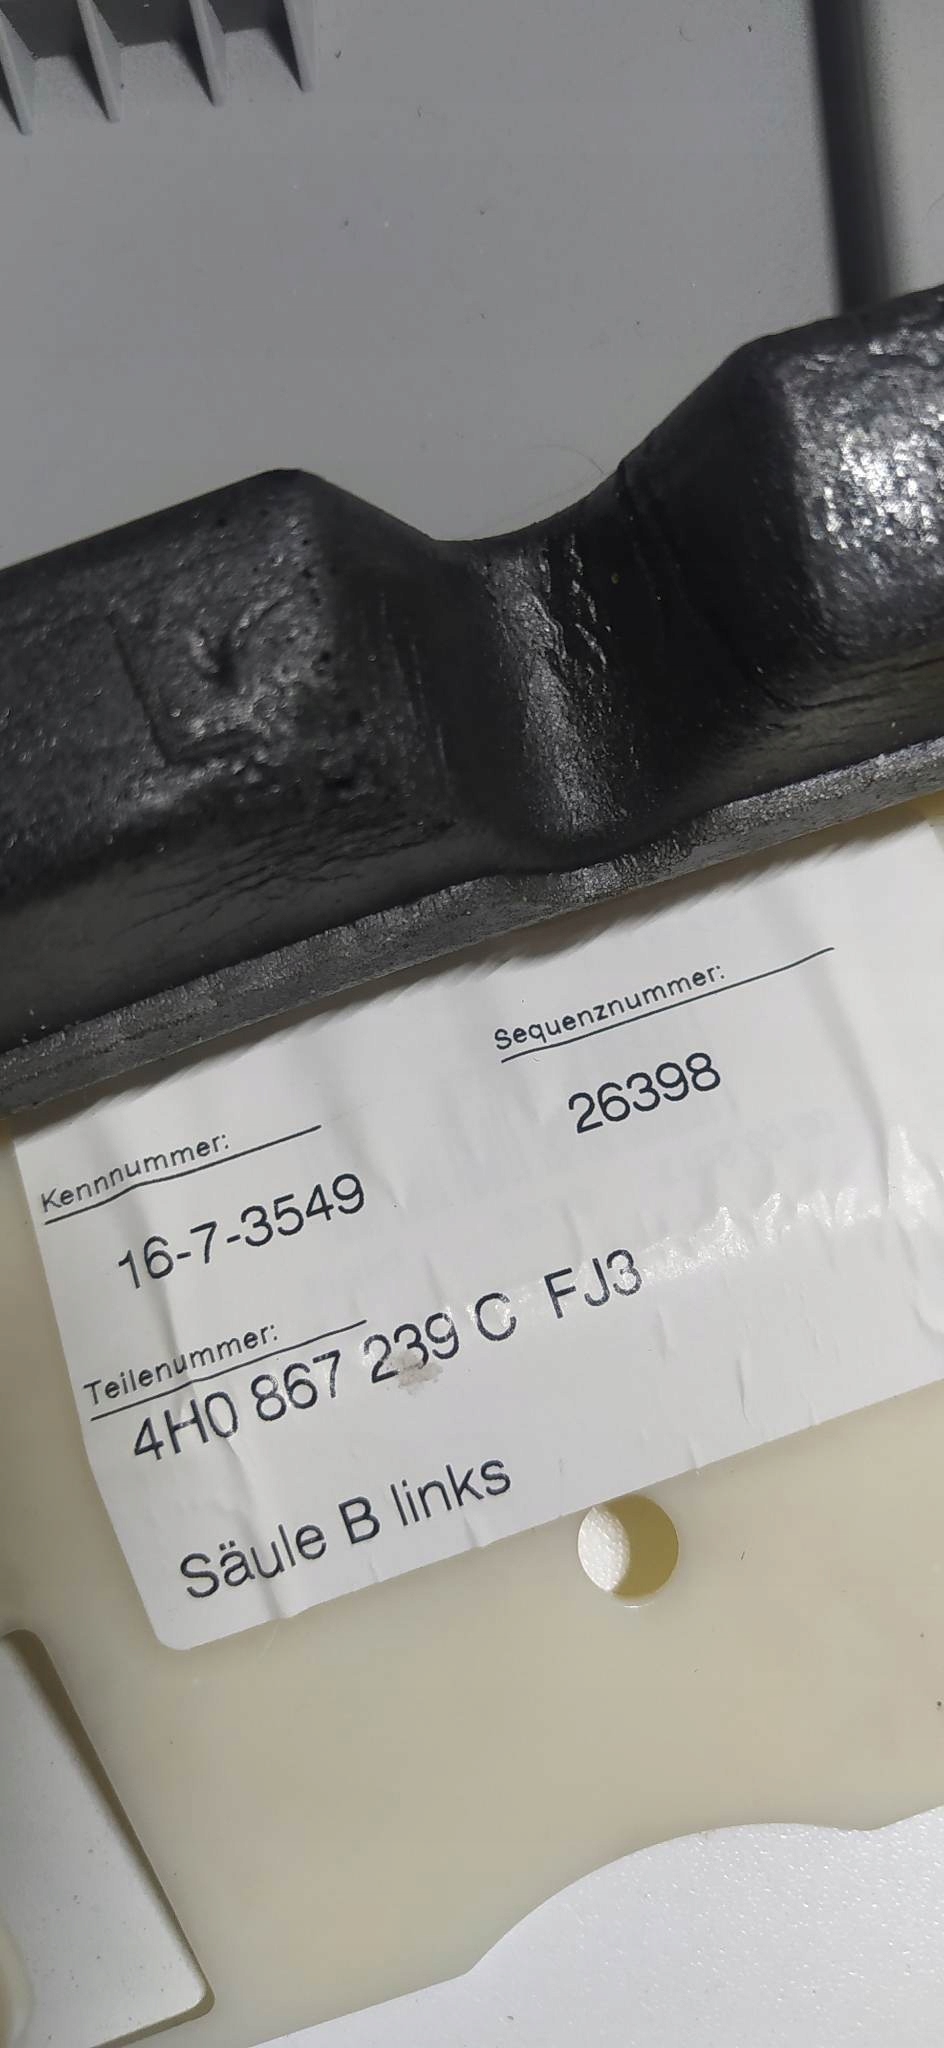 Sequenznummer:
26398
Kennnummer:
16-7-3549
Teilenummer:
4H0 867 239 C FJ3
Säule B links